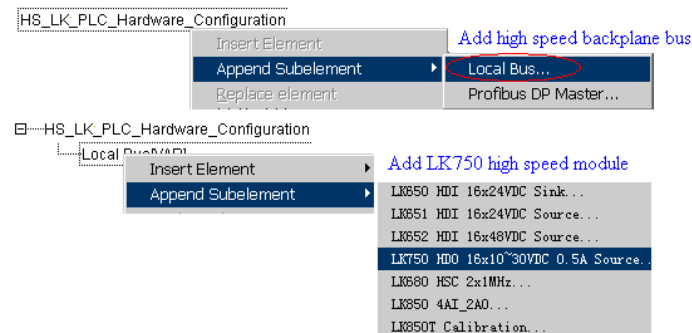 HS_LK_PLC_Hardware_Configuration
Insert Element
Add high speed backplane bus
Append Subelement
Local Bus...
Replace element
Profibus DP Master...
HS_LK_PLC_Hardware_Configuration
Local
Insert Element
Add LK750 high speed module
Append Subelement
LK650 HDI 16x24VDC Sink...
LK651 HDI 16x24VDC Source...
LK652 HDI 16x48VDC Source...
LK750 HDO 16x10~30VDC 0.5A Source..
LK680 HSC 2x1MHz...
LK850 4AI_2AO...
LK850T Calibration...